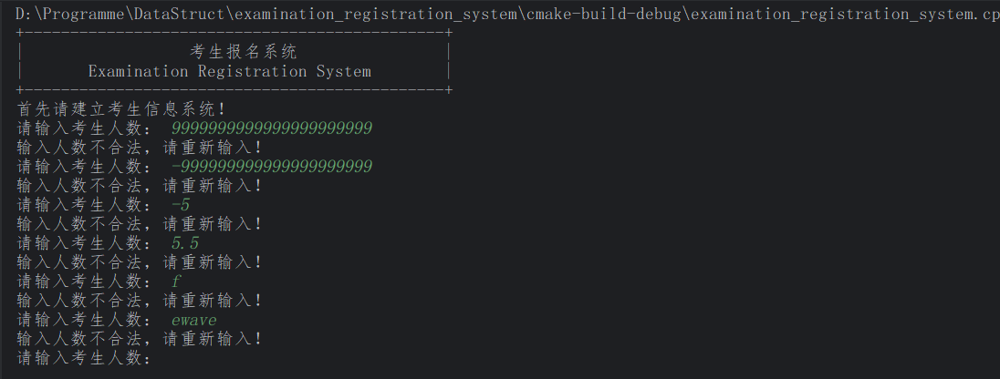 D:\Programme\DataStruct\examination_registration_system\cmake-build-debug\examination_registration_system.cp
+----------------------------------------------+
|                  考生报名系统                |
|       Examination Registration System        |
+----------------------------------------------+
首先请建立考生信息系统!
请输入考生人数: 9999999999999999999999
输入人数不合法，请重新输入!
请输入考生人数: -999999999999999999999
输入人数不合法，请重新输入!
请输入考生人数: -5
输入人数不合法，请重新输入!
请输入考生人数: 5.5
输入人数不合法，请重新输入!
请输入考生人数: f
输入人数不合法，请重新输入!
请输入考生人数: ewave
输入人数不合法，请重新输入!
请输入考生人数: